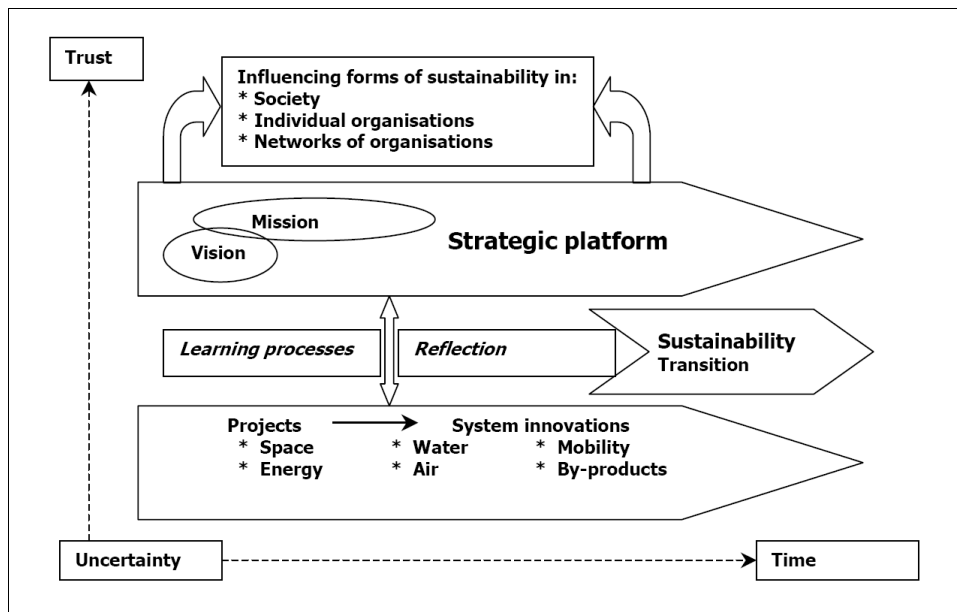 Trust
Influencing forms of sustainability in:
* Society
* Individual organisations
* Networks of organisations
Mission
Strategic platform
Vision
Learning processes
Reflection
Sustainability
Transition
Projects System innovations
* Space * Water * Mobility
* Energy * Air * By-products
Uncertainty
Time